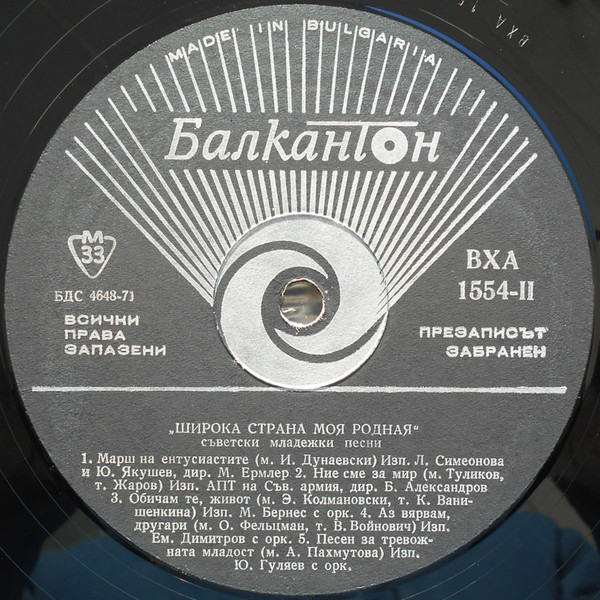 MADE IN BULGARIA
Балкантон
M
33
БДС 4648-71
ВСИЧКИ
ПРАВА
ЗАПАЗЕНИ
ВХА
1554-II
ПРЕЗАПИСЪТ
ЗАБРАНЕН
„ШИРОКА СТРАНА МОЯ РОДНАЯ“
съветски младежки песни
1. Марш на ентусиастите (м. И. Дунаевски) Изп. Л. Симеонова
и Ю. Якушев, дир. М. Ермлер 2. Ние сме за мир (м. Туликов,
т. Жаров) Изп. АПТ на Съв. армия, дир. Б. Александров
3. Обичам те, живот (м. Э. Колмановски, т. К. Вани-
шенкина) Изп. М. Бернес с орк. 4. Аз вярвам,
другари (м. О. Фельцман, т. В. Войнович) Изп.
Ем. Димитров с орк. 5. Песен за тревож-
ната младост (м. А. Пахмутова) Изп.
Ю. Гуляев с орк.